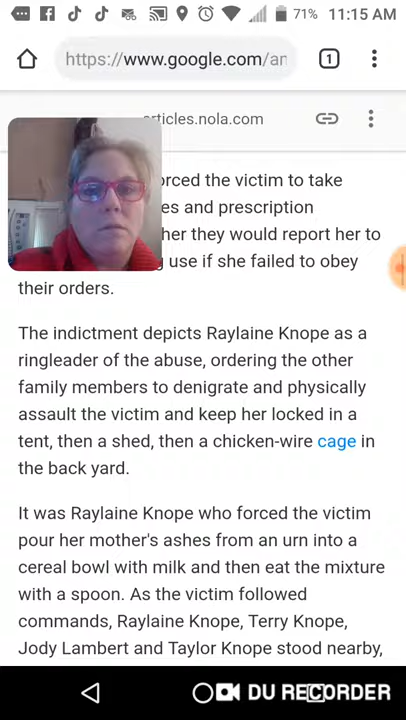 71% 11:15 AM
https://www.google.com/an
1
articles.nola.com
orced the victim to take
es and prescription
her they would report her to
g use if she failed to obey
their orders.
The indictment depicts Raylaine Knope as a
ringleader of the abuse, ordering the other
family members to denigrate and physically
assault the victim and keep her locked in a
tent, then a shed, then a chicken-wire cage in
the back yard.
It was Raylaine Knope who forced the victim
pour her mother's ashes from an urn into a
cereal bowl with milk and then eat the mixture
with a spoon. As the victim followed
commands, Raylaine Knope, Terry Knope,
Jody Lambert and Taylor Knope stood nearby,
DU RECORDER